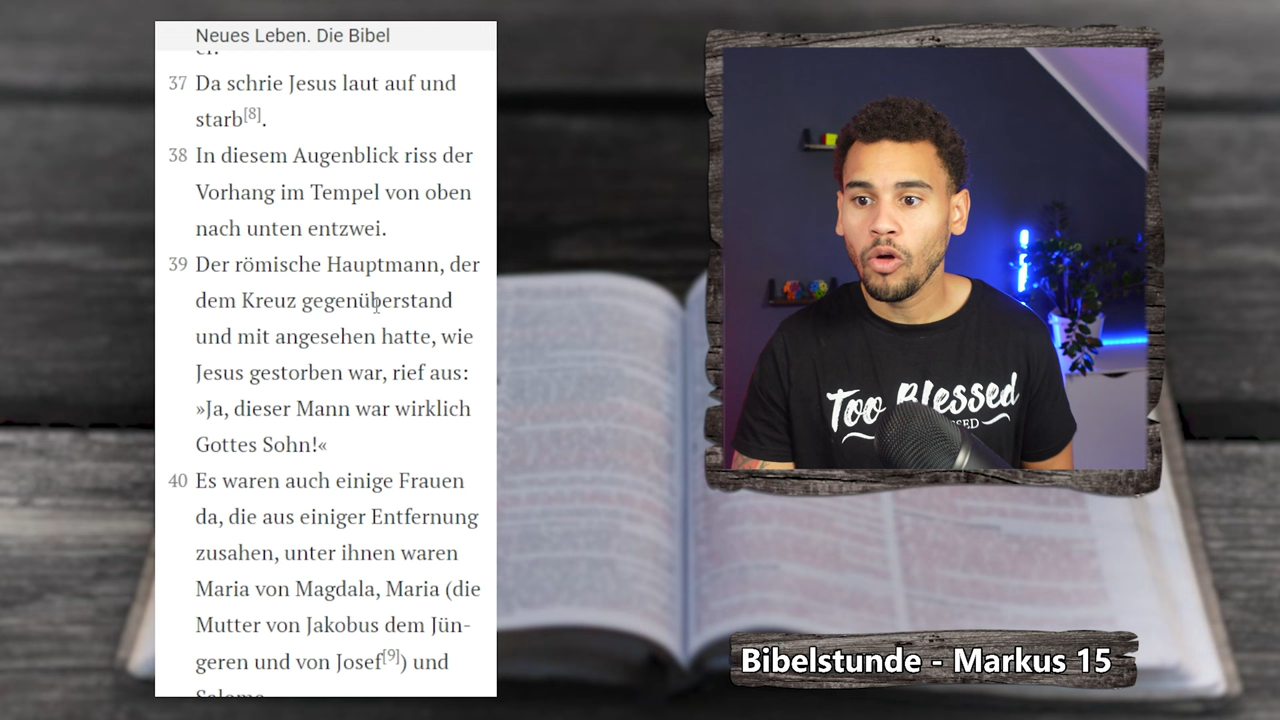 Neues Leben. Die Bibel
er.
37 Da schrie Jesus laut auf und
starb[8].
38 In diesem Augenblick riss der
Vorhang im Tempel von oben
nach unten entzwei.
39 Der römische Hauptmann, der
dem Kreuz gegenüberstand
und mit angesehen hatte, wie
Jesus gestorben war, rief aus:
»Ja, dieser Mann war wirklich
Gottes Sohn!«
40 Es waren auch einige Frauen
da, die aus einiger Entfernung
zusahen, unter ihnen waren
Maria von Magdala, Maria (die
Mutter von Jakobus dem Jün-
geren und von Josef[9]) und
Salome
Too Blessed
Bibelstunde - Markus 15